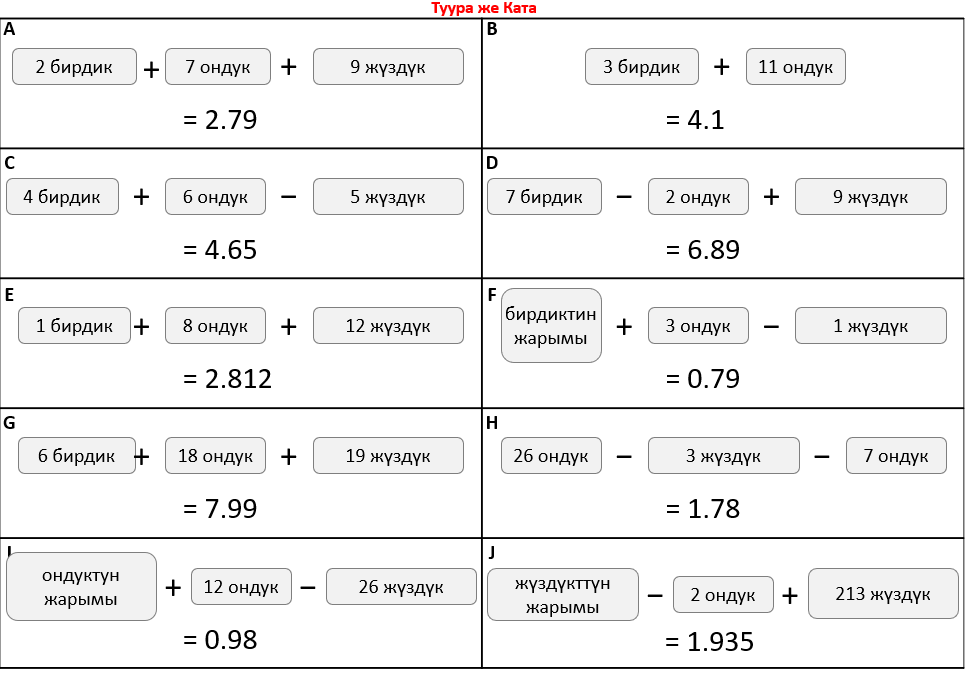 Туура же Ката
A
2 бирдик + 7 ондук + 9 жүздүк
= 2.79
B
3 бирдик + 11 ондук
= 4.1
C
4 бирдик + 6 ондук − 5 жүздүк
= 4.65
D
7 бирдик − 2 ондук + 9 жүздүк
= 6.89
E
1 бирдик + 8 ондук + 12 жүздүк
= 2.812
F
бирдиктин
жарымы + 3 ондук − 1 жүздүк
= 0.79
G
6 бирдик + 18 ондук + 19 жүздүк
= 7.99
H
26 ондук − 3 жүздүк − 7 ондук
= 1.78
I
ондуктун
жарымы + 12 ондук − 26 жүздүк
= 0.98
J
жүздүкттүн
жарымы − 2 ондук + 213 жүздүк
= 1.935